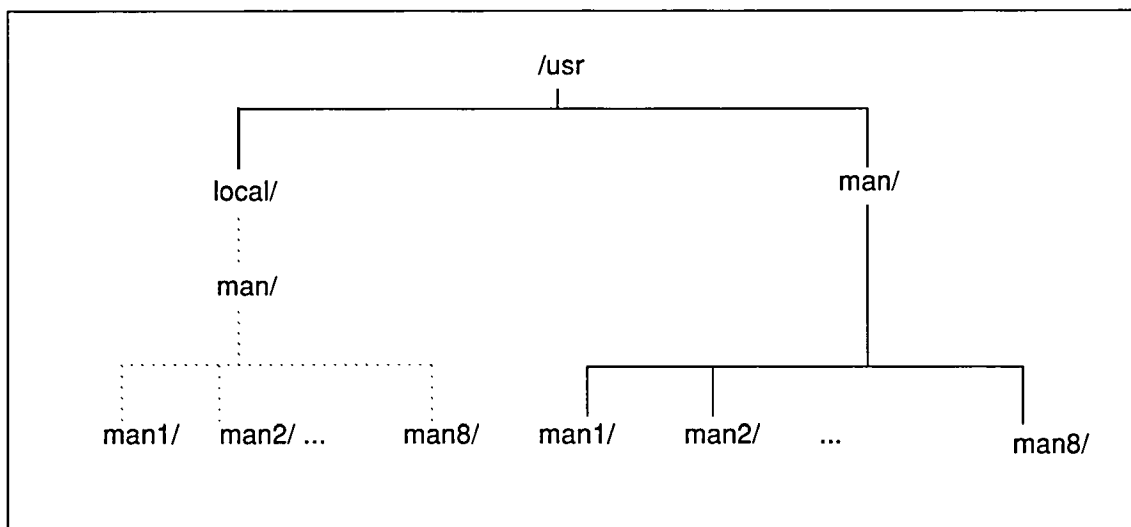 /usr
local/ man/
man/
man1/ man2/ ... man8/ man1/ man2/ ... man8/